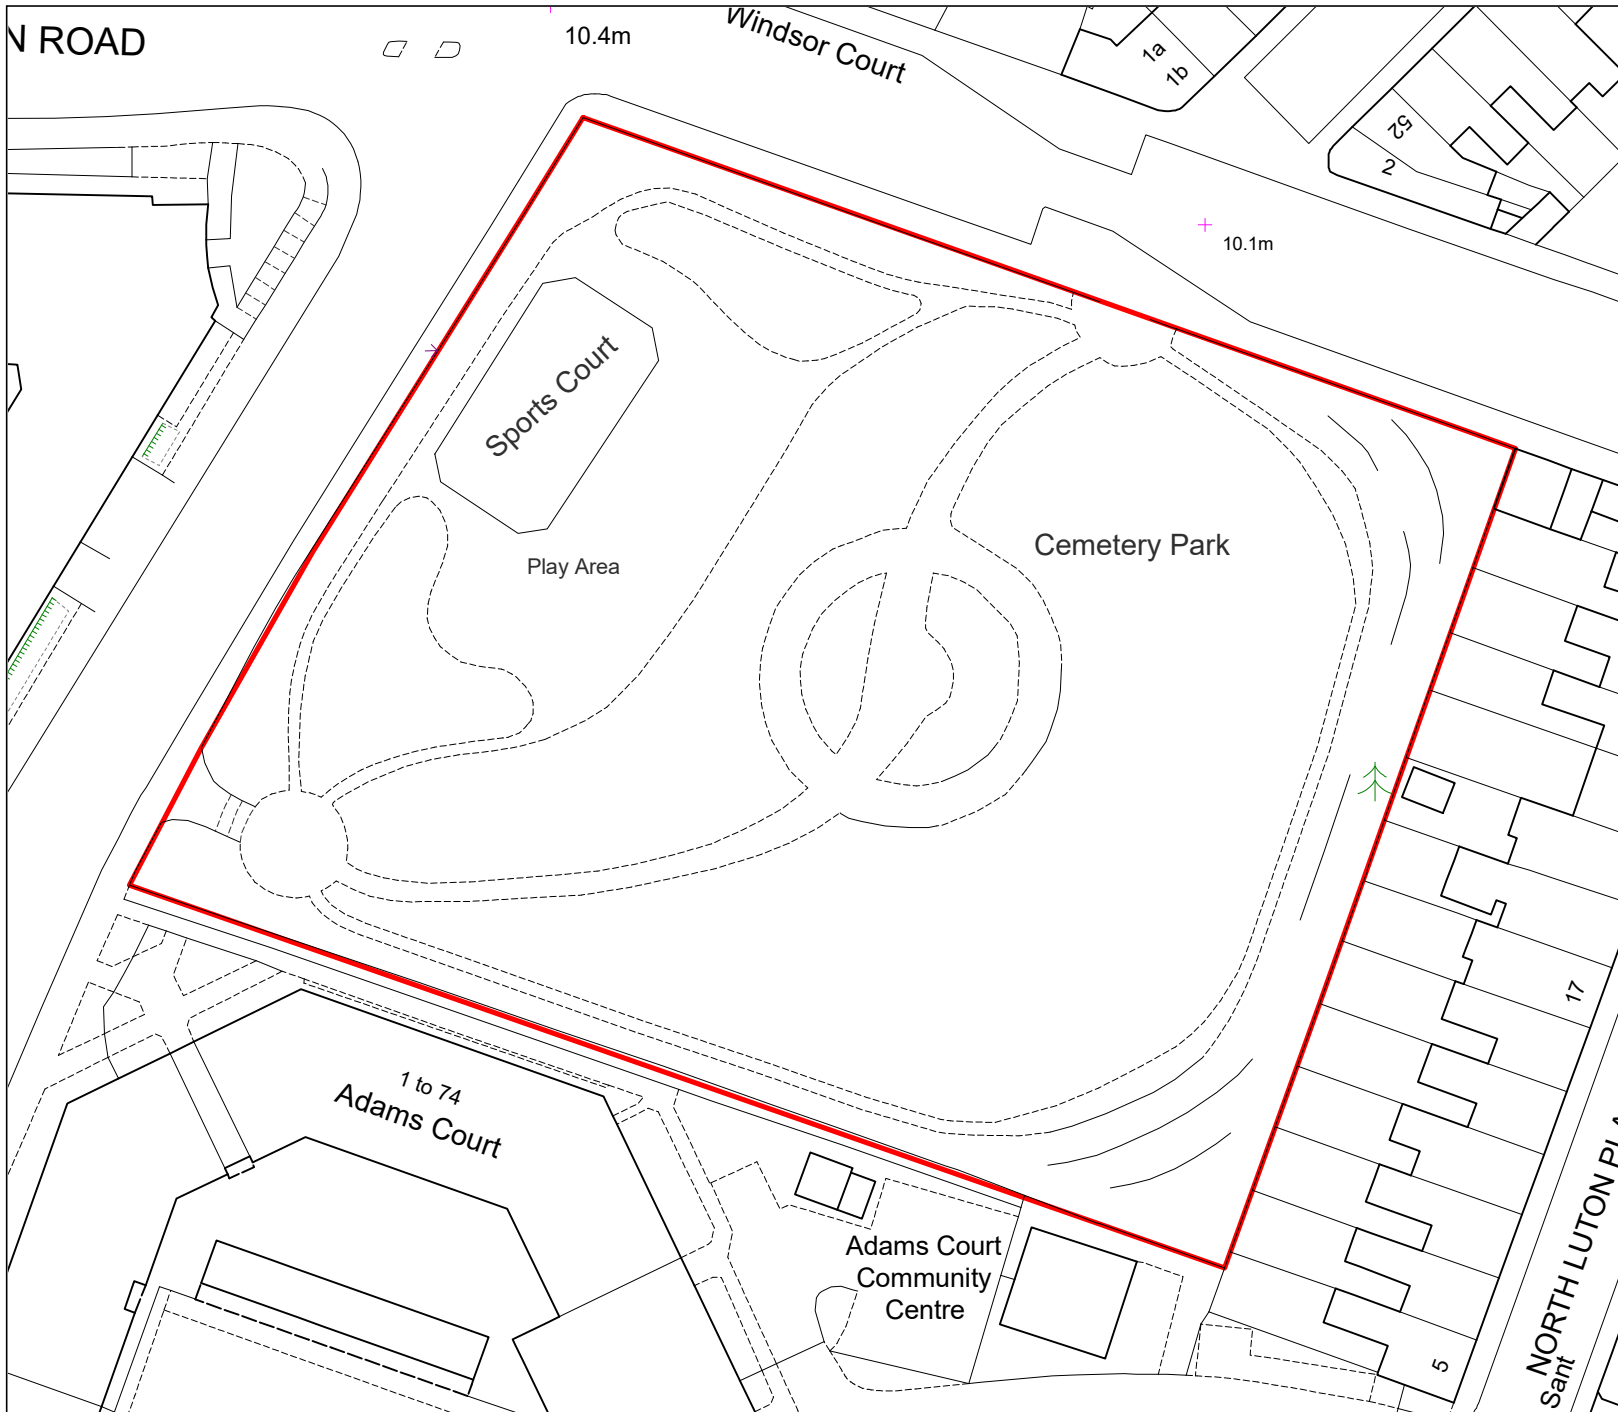 N ROAD
10.4m
Windsor Court
1a
1b
52
2
10.1m
Sports Court
Play Area
Cemetery Park
17
1 to 74
Adams Court
Adams Court
Community
Centre
5
NORTH LUTON PLA
Sant